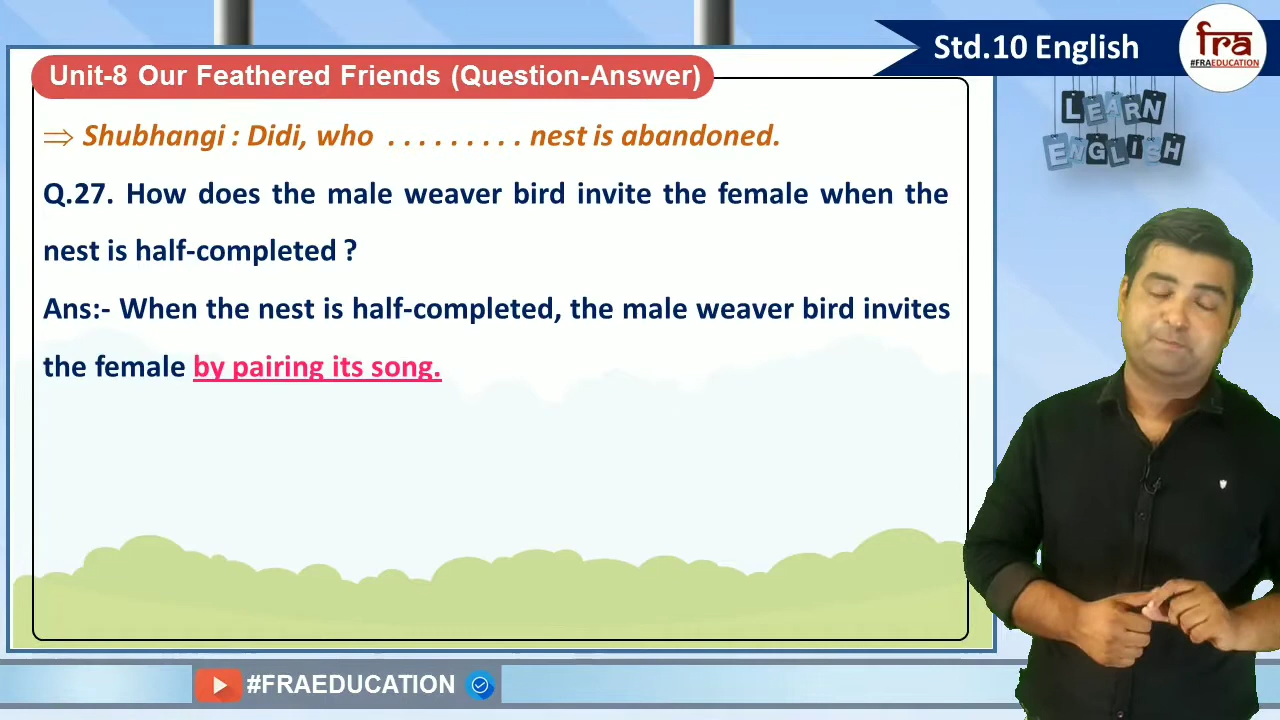 Std.10 English
fra
#FRAEDUCATION
Unit-8 Our Feathered Friends (Question-Answer)
LEARN
ENGLISH
⇒ Shubhangi : Didi, who . . . . . . . . . nest is abandoned.
Q.27. How does the male weaver bird invite the female when the
nest is half-completed ?
Ans:- When the nest is half-completed, the male weaver bird invites
the female by pairing its song.
#FRAEDUCATION